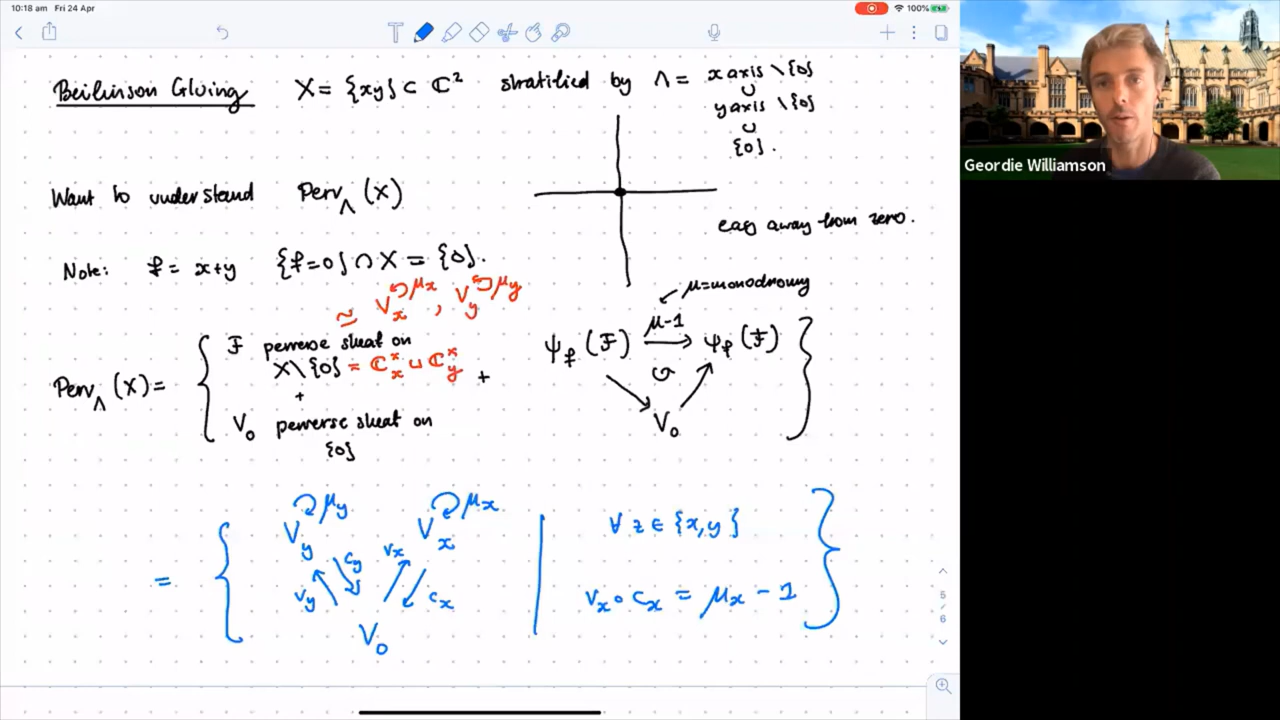 10:18 am Fri 24 Apr
100%
Beilinson Gluing X = {xy} ⊂ ℂ² stratified by Λ = x axis \ {0}
∪
y axis \ {0}
∪
{0}.
Want to understand Perv_Λ(X)
easy away from zero.
Note: f = x+y {f=0} ∩ X = {0}.
≃ V_x ↺ μ_x , V_y ↺ μ_y
μ = monodromy
Perv_Λ(X) = { F perverse sheaf on
X \ {0} = ℂ_x^× ⊔ ℂ_y^×
+
V_0 perverse sheaf on
{0}
+
ψ_f(F) → ψ_f(F) }
μ-1
↺
V_0
= { V_y ↻ μ_y V_x ↻ μ_x | ∀ z ∈ {x,y}
v_y c_y v_x c_x
V_0
v_x ∘ c_x = μ_x - 1 }
5
/
6
Geordie Williamson